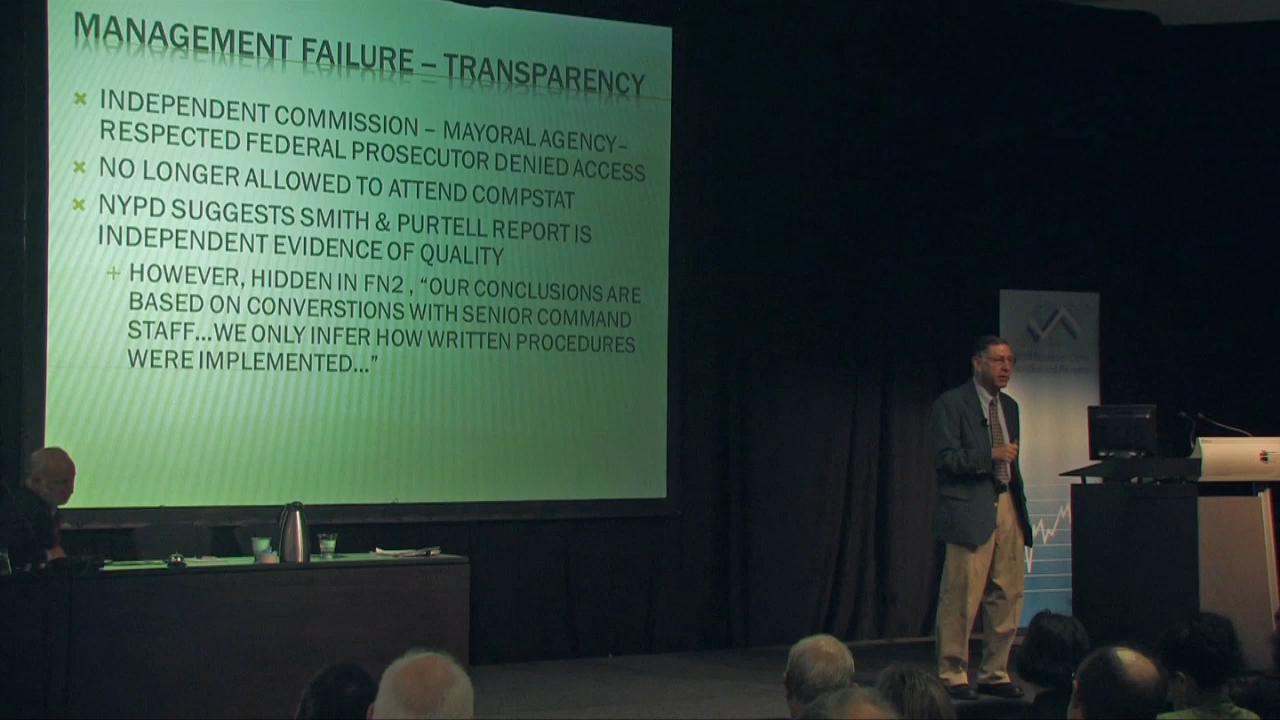 MANAGEMENT FAILURE – TRANSPARENCY
INDEPENDENT COMMISSION – MAYORAL AGENCY–
RESPECTED FEDERAL PROSECUTOR DENIED ACCESS
NO LONGER ALLOWED TO ATTEND COMPSTAT
NYPD SUGGESTS SMITH & PURTELL REPORT IS
INDEPENDENT EVIDENCE OF QUALITY
HOWEVER, HIDDEN IN FN2 , “OUR CONCLUSIONS ARE
BASED ON CONVERSTIONS WITH SENIOR COMMAND
STAFF...WE ONLY INFER HOW WRITTEN PROCEDURES
WERE IMPLEMENTED...”